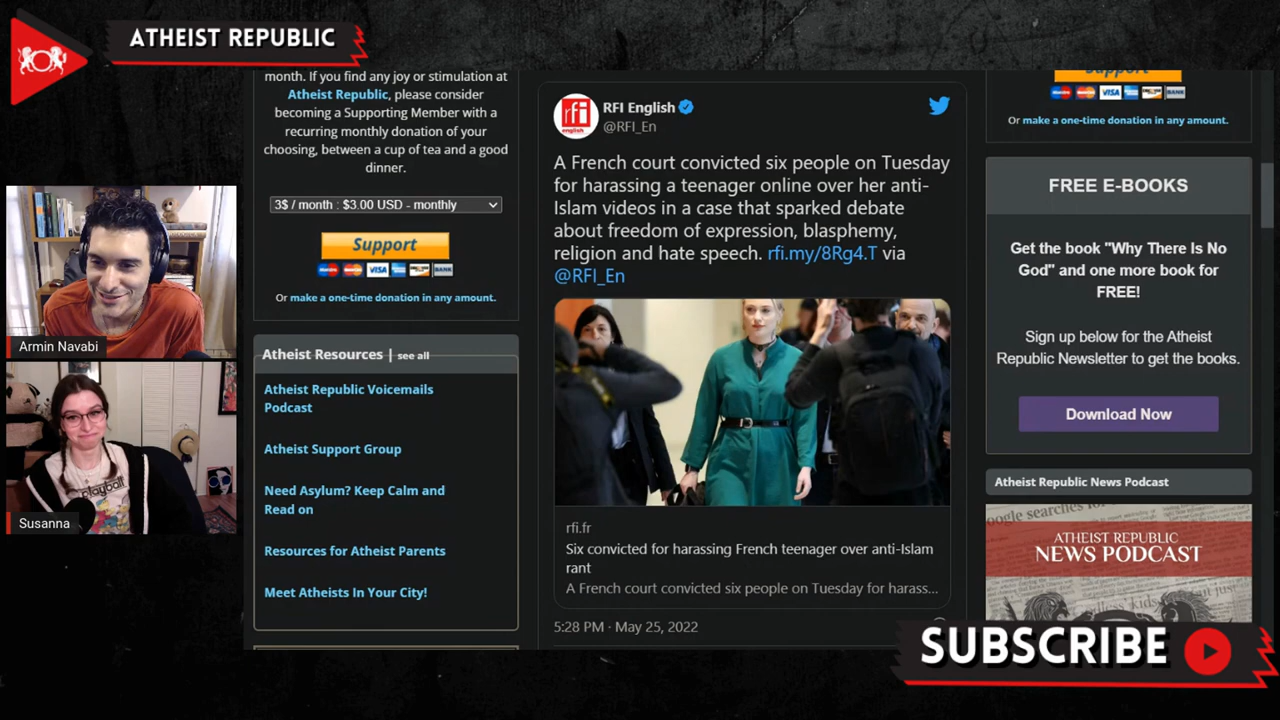 ATHEIST REPUBLIC
month. If you find any joy or stimulation at
Atheist Republic, please consider
becoming a Supporting Member with a
recurring monthly donation of your
choosing, between a cup of tea and a good
dinner.
3$ / month : $3.00 USD - monthly
Support
VISA
BANK
Or make a one-time donation in any amount.
Atheist Resources | see all
Atheist Republic Voicemails
Podcast
Atheist Support Group
Need Asylum? Keep Calm and
Read on
Resources for Atheist Parents
Meet Atheists In Your City!
Armin Navabi
Susanna
rfi
english
RFI English
@RFI_En
A French court convicted six people on Tuesday
for harassing a teenager online over her anti-
Islam videos in a case that sparked debate
about freedom of expression, blasphemy,
religion and hate speech. rfi.my/8Rg4.T via
@RFI_En
rfi.fr
Six convicted for harassing French teenager over anti-Islam
rant
A French court convicted six people on Tuesday for harass...
5:28 PM · May 25, 2022
Support
VISA
BANK
Or make a one-time donation in any amount.
FREE E-BOOKS
Get the book "Why There Is No
God" and one more book for
FREE!
Sign up below for the Atheist
Republic Newsletter to get the books.
Download Now
Atheist Republic News Podcast
ATHEIST REPUBLIC
NEWS PODCAST
SUBSCRIBE